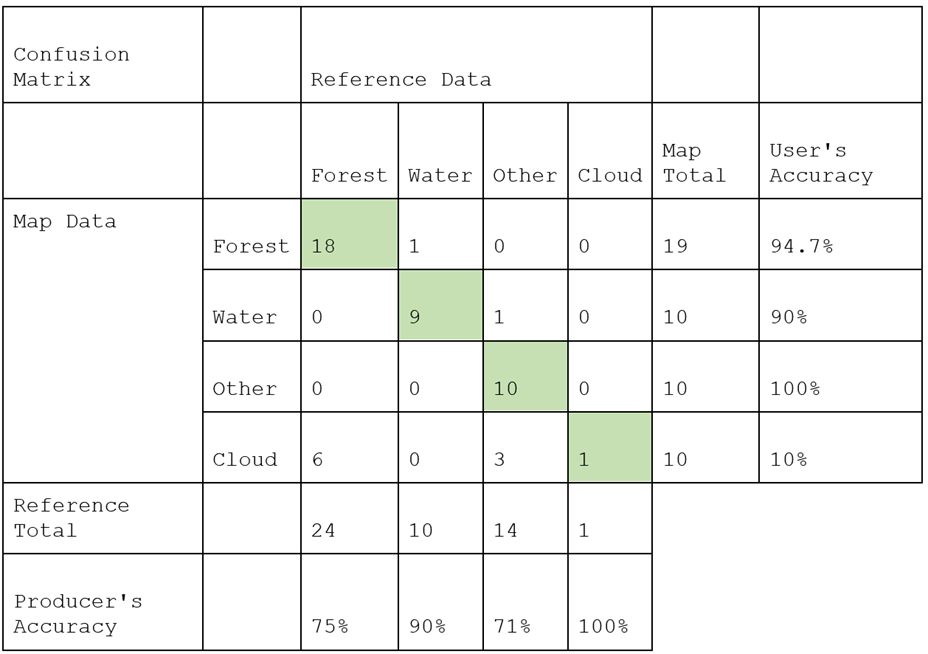 Confusion
Matrix
Reference Data
Forest Water Other Cloud Map
Total User's
Accuracy
Map Data
Forest 18 1 0 0 19 94.7%
Water 0 9 1 0 10 90%
Other 0 0 10 0 10 100%
Cloud 6 0 3 1 10 10%
Reference
Total 24 10 14 1
Producer's
Accuracy 75% 90% 71% 100%